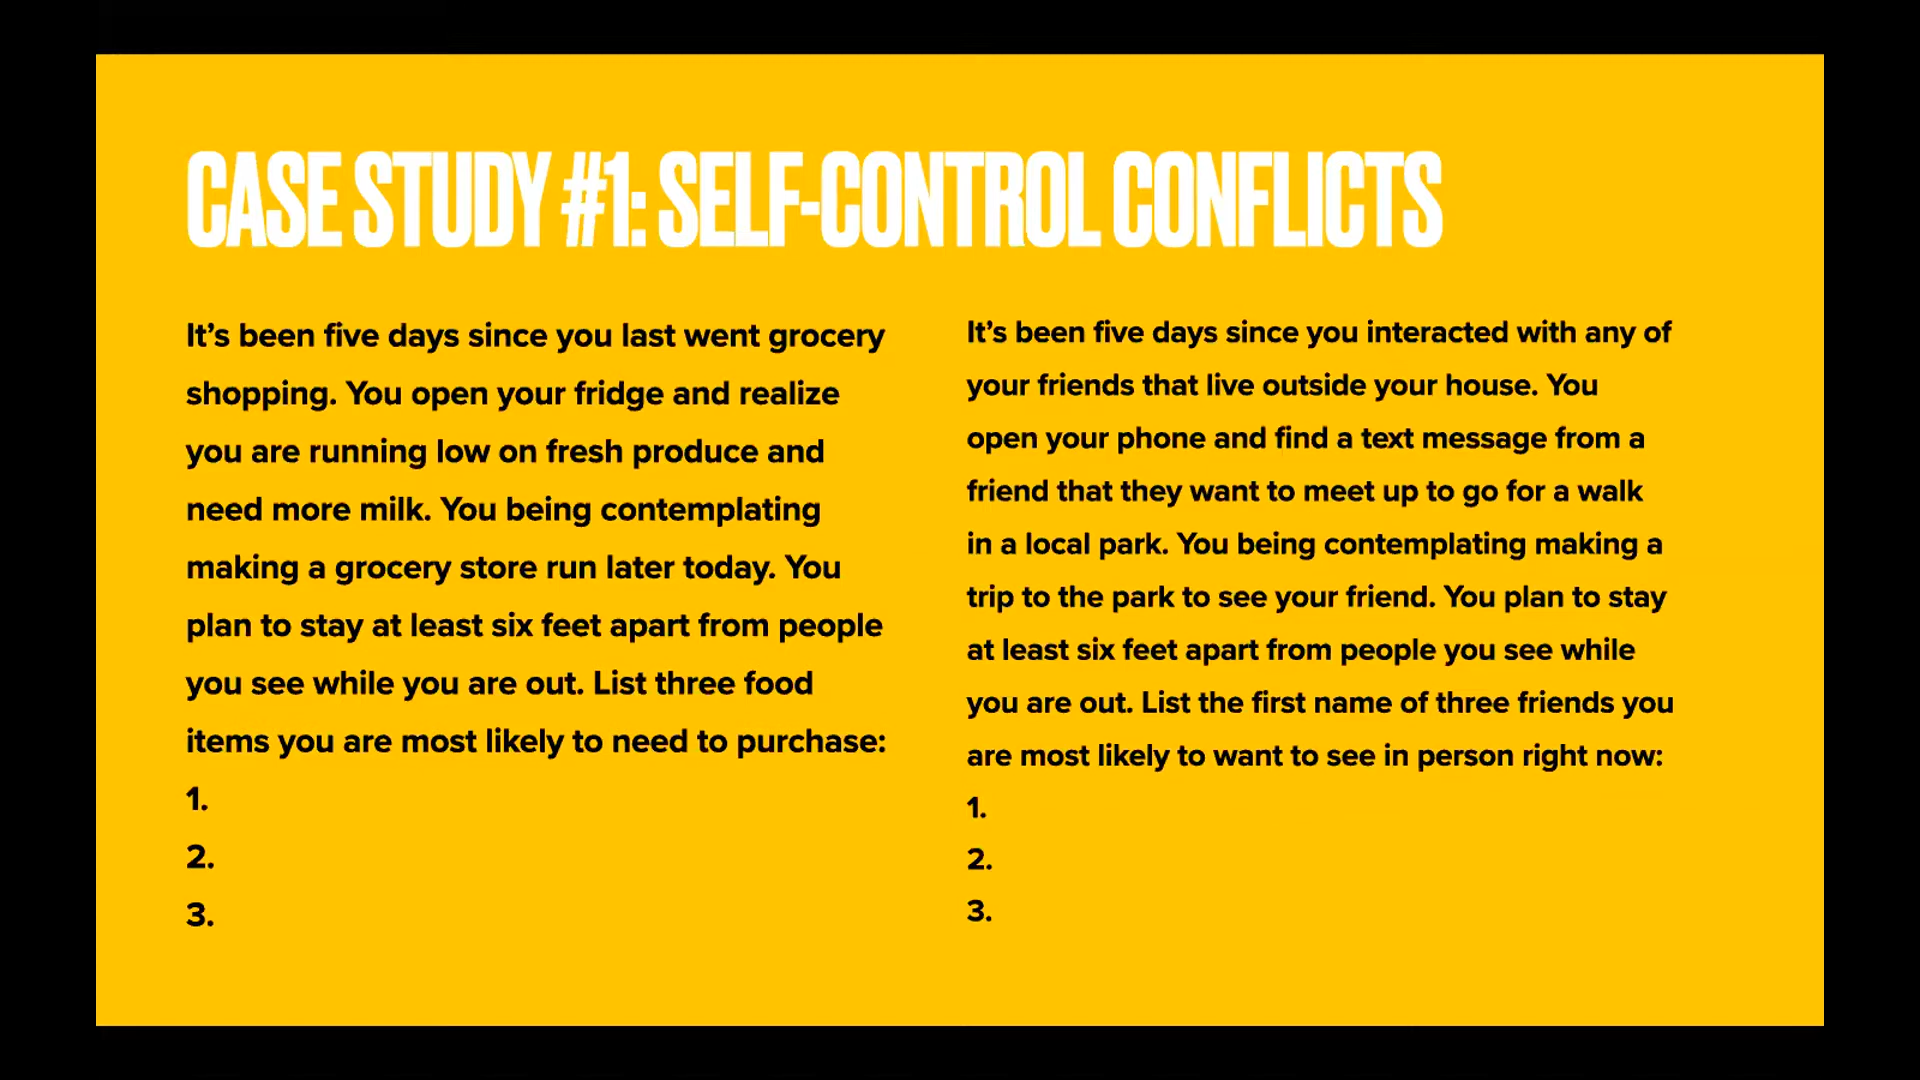 CASE STUDY #1: SELF-CONTROL CONFLICTS
It’s been five days since you last went grocery
shopping. You open your fridge and realize
you are running low on fresh produce and
need more milk. You being contemplating
making a grocery store run later today. You
plan to stay at least six feet apart from people
you see while you are out. List three food
items you are most likely to need to purchase:
1.
2.
3.
It’s been five days since you interacted with any of
your friends that live outside your house. You
open your phone and find a text message from a
friend that they want to meet up to go for a walk
in a local park. You being contemplating making a
trip to the park to see your friend. You plan to stay
at least six feet apart from people you see while
you are out. List the first name of three friends you
are most likely to want to see in person right now:
1.
2.
3.